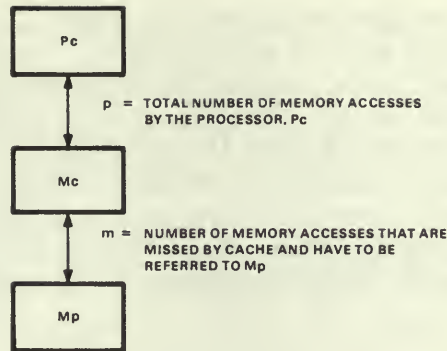 Pc
p = TOTAL NUMBER OF MEMORY ACCESSES
BY THE PROCESSOR, Pc
Mc
m = NUMBER OF MEMORY ACCESSES THAT ARE
MISSED BY CACHE AND HAVE TO BE
REFERRED TO Mp
Mp